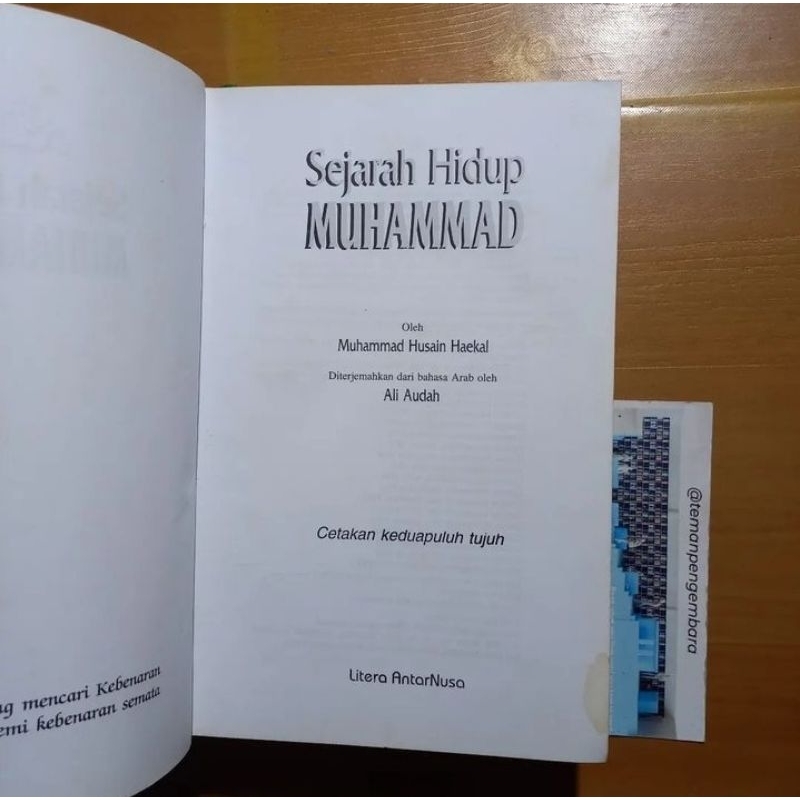 mencari Kebenaran
kebenaran semata
Sejarah Hidup
MUHAMMAD
Oleh
Muhammad Husain Haekal
Diterjemahkan dari bahasa Arab oleh
Ali Audah
Cetakan keduapuluh tujuh
Litera AntarNusa
@temanpengembara